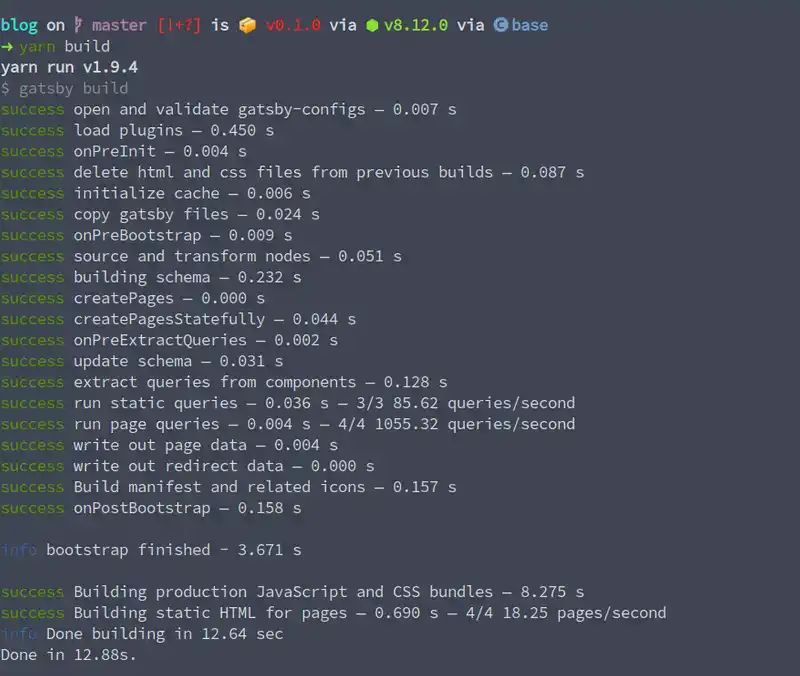 blog on master [!+?] is 📦 v0.1.0 via ⬢ v8.12.0 via C base
➜ yarn build
yarn run v1.9.4
$ gatsby build
success open and validate gatsby-configs — 0.007 s
success load plugins — 0.450 s
success onPreInit — 0.004 s
success delete html and css files from previous builds — 0.087 s
success initialize cache — 0.006 s
success copy gatsby files — 0.024 s
success onPreBootstrap — 0.009 s
success source and transform nodes — 0.051 s
success building schema — 0.232 s
success createPages — 0.000 s
success createPagesStatefully — 0.044 s
success onPreExtractQueries — 0.002 s
success update schema — 0.031 s
success extract queries from components — 0.128 s
success run static queries — 0.036 s — 3/3 85.62 queries/second
success run page queries — 0.004 s — 4/4 1055.32 queries/second
success write out page data — 0.004 s
success write out redirect data — 0.000 s
success Build manifest and related icons — 0.157 s
success onPostBootstrap — 0.158 s
info bootstrap finished - 3.671 s
success Building production JavaScript and CSS bundles — 8.275 s
success Building static HTML for pages — 0.690 s — 4/4 18.25 pages/second
info Done building in 12.64 sec
Done in 12.88s.